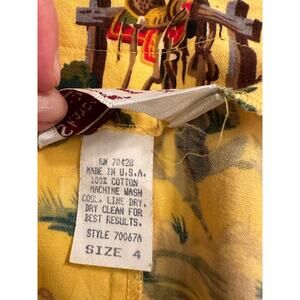 RN 70428
MADE IN U.S.A.
100% COTTON
MACHINE WASH
COOL. LINE DRY.
DRY CLEAN FOR
BEST RESULTS.
STYLE 70067A
SIZE 4